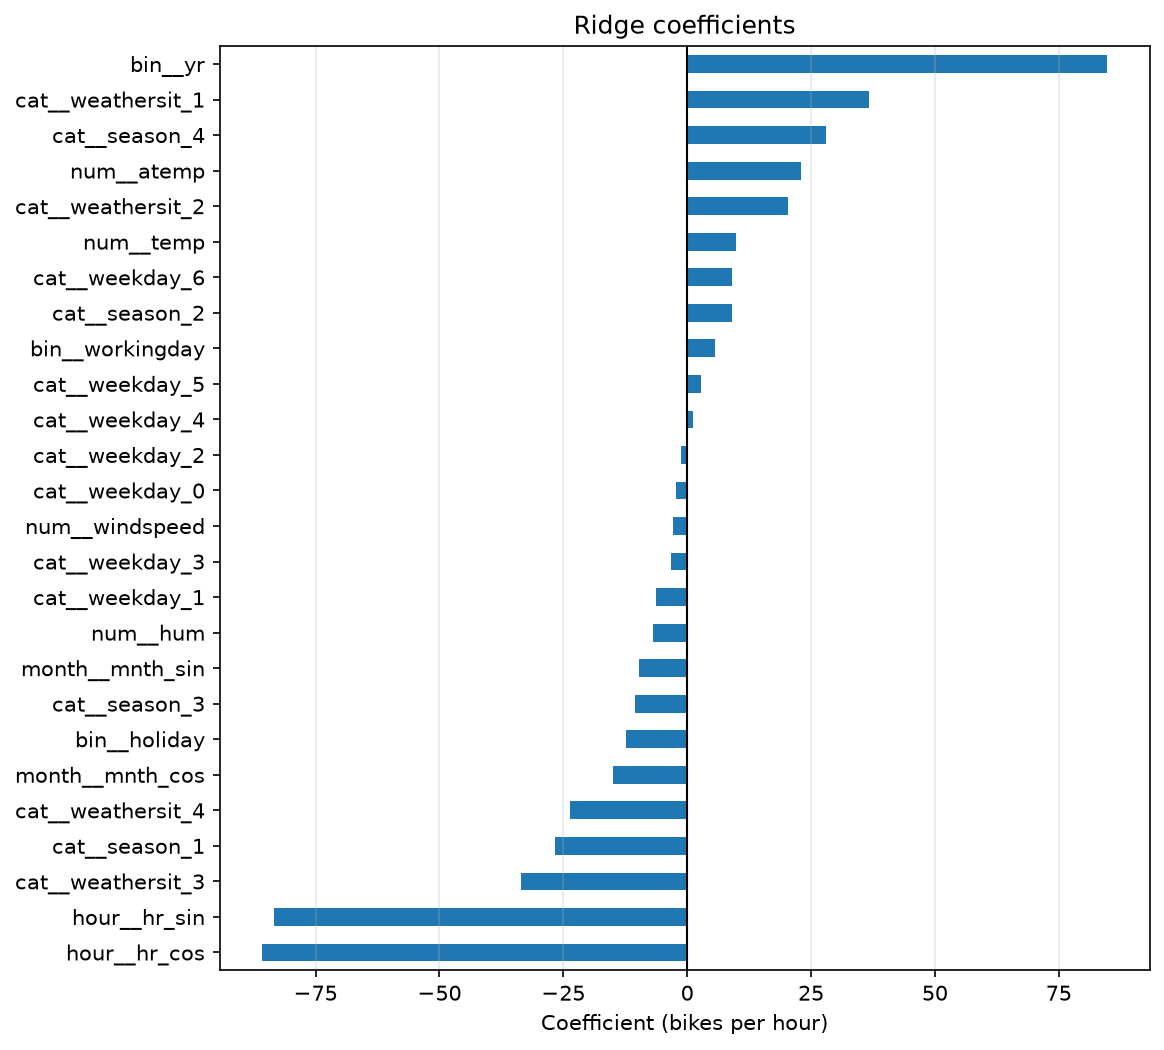 Ridge coefficients
bin__yr
cat__weathersit_1
cat__season_4
num__atemp
cat__weathersit_2
num__temp
cat__weekday_6
cat__season_2
bin__workingday
cat__weekday_5
cat__weekday_4
cat__weekday_2
cat__weekday_0
num__windspeed
cat__weekday_3
cat__weekday_1
num__hum
month__mnth_sin
cat__season_3
bin__holiday
month__mnth_cos
cat__weathersit_4
cat__season_1
cat__weathersit_3
hour__hr_sin
hour__hr_cos
−75 −50 −25 0 25 50 75
Coefficient (bikes per hour)